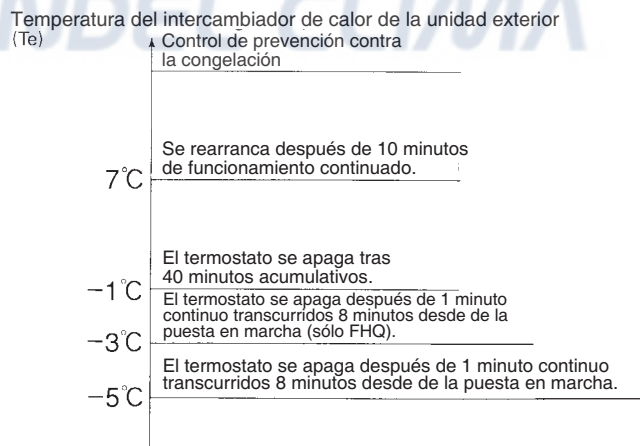 Temperatura del intercambiador de calor de la unidad exterior
(Te)
Control de prevención contra
la congelación
Se rearranca después de 10 minutos
de funcionamiento continuado.
7°C
El termostato se apaga tras
40 minutos acumulativos.
−1°C
El termostato se apaga después de 1 minuto
continuo transcurridos 8 minutos desde de la
puesta en marcha (sólo FHQ).
−3°C
El termostato se apaga después de 1 minuto continuo
transcurridos 8 minutos desde de la puesta en marcha.
−5°C